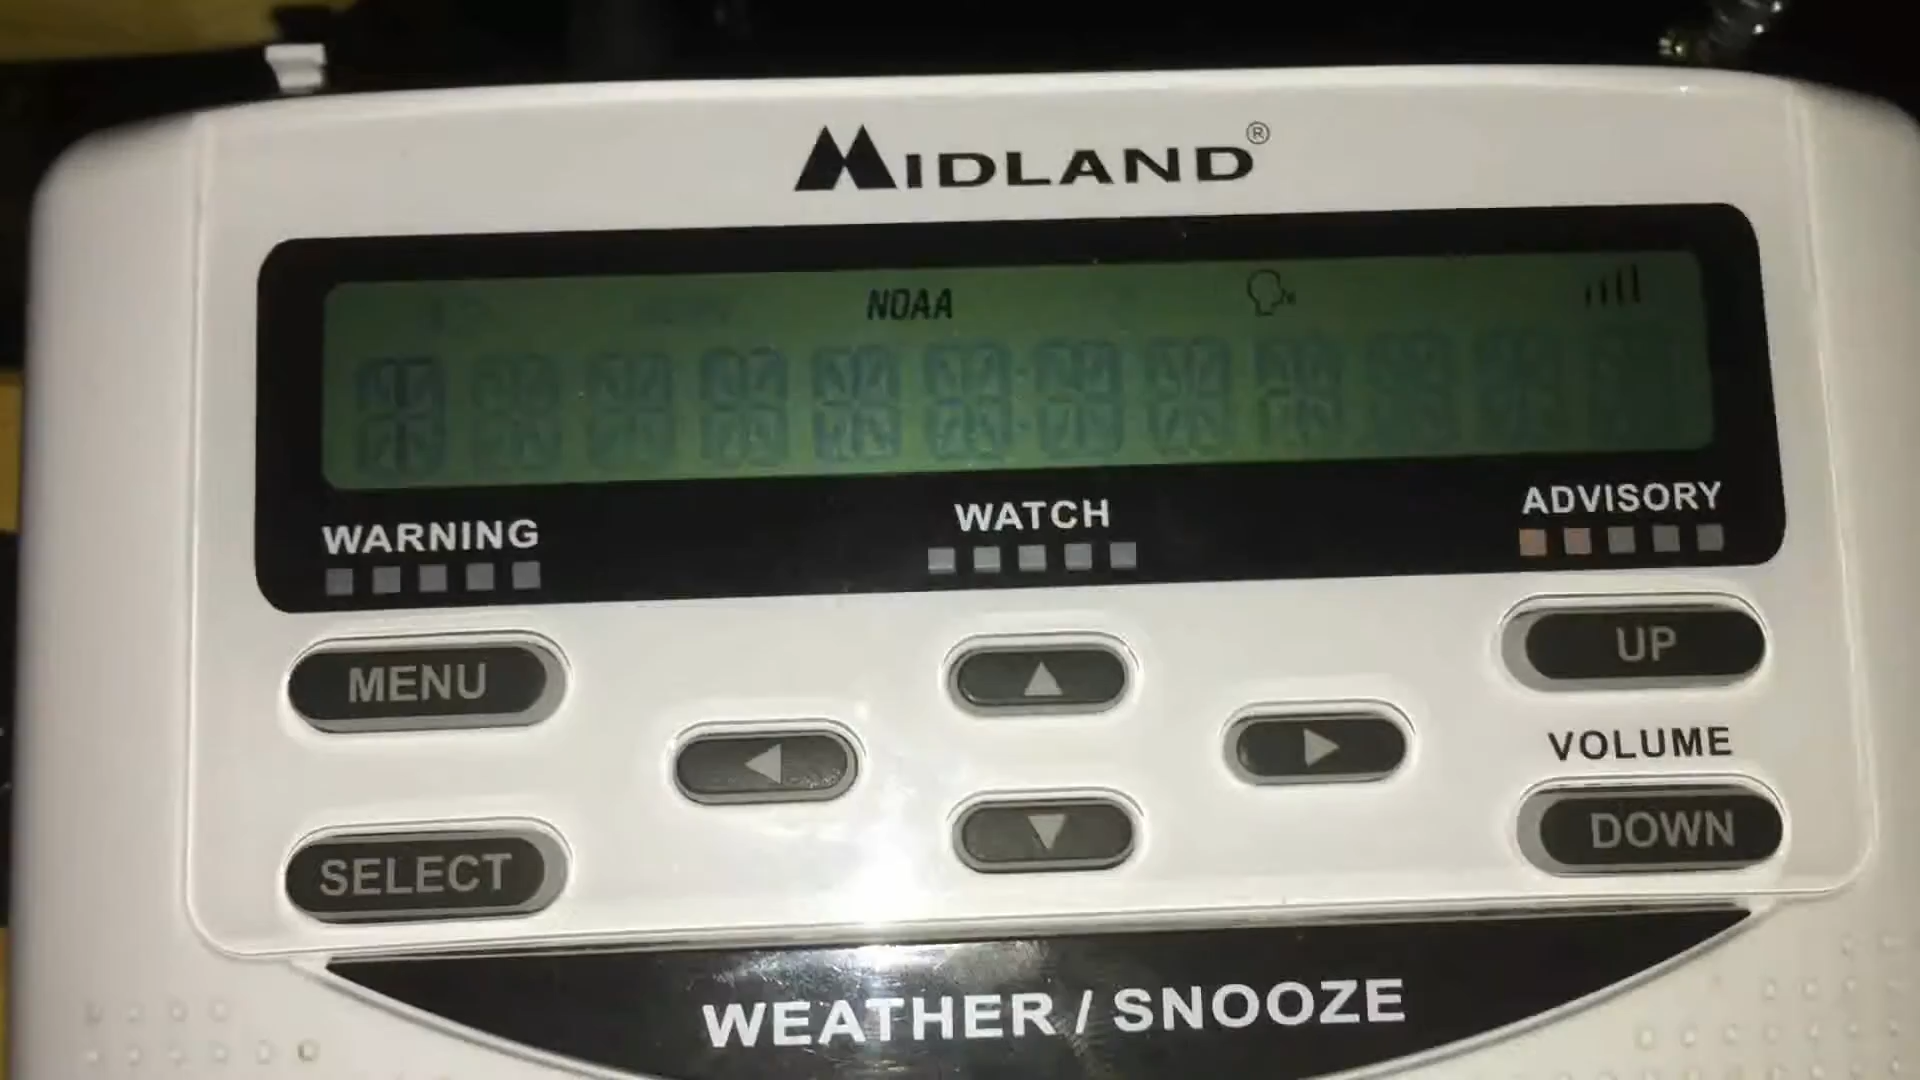 MIDLAND®
NOAA
WARNING
WATCH
ADVISORY
MENU
UP
VOLUME
SELECT
DOWN
WEATHER / SNOOZE